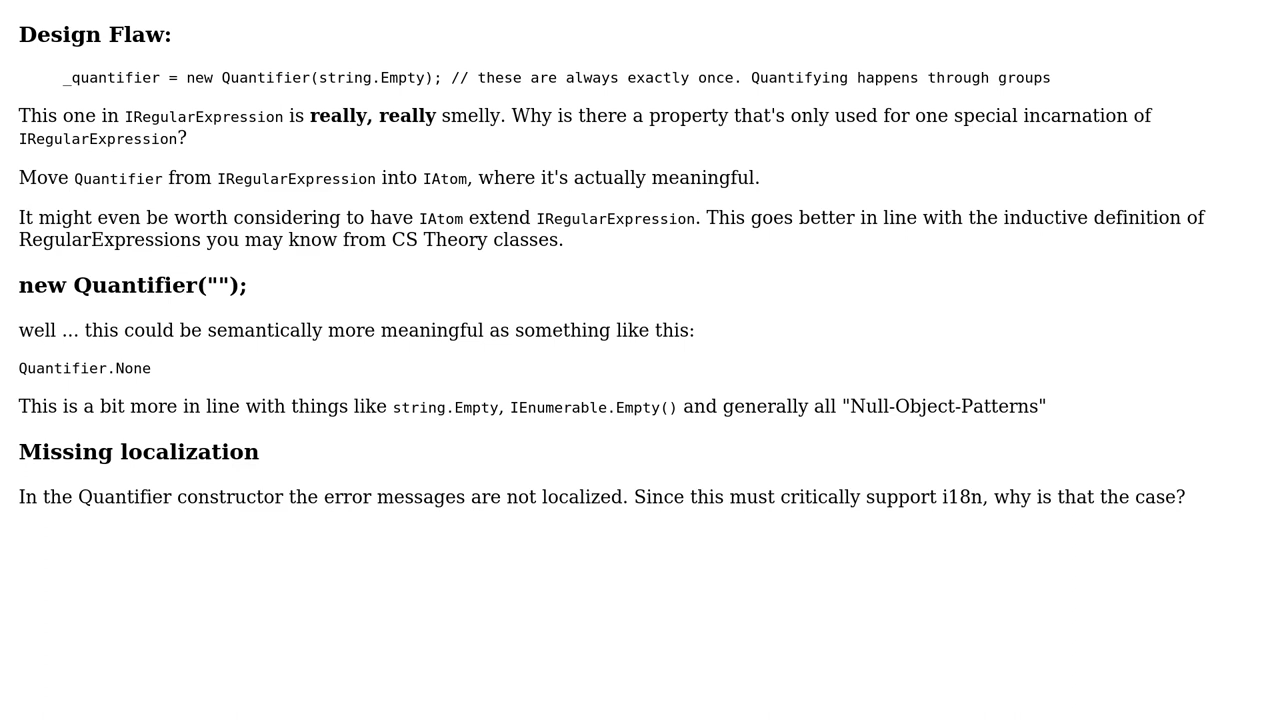 Design Flaw:
_quantifier = new Quantifier(string.Empty); // these are always exactly once. Quantifying happens through groups
This one in IRegularExpression is really, really smelly. Why is there a property that's only used for one special incarnation of
IRegularExpression?
Move Quantifier from IRegularExpression into IAtom, where it's actually meaningful.
It might even be worth considering to have IAtom extend IRegularExpression. This goes better in line with the inductive definition of
RegularExpressions you may know from CS Theory classes.
new Quantifier("");
well ... this could be semantically more meaningful as something like this:
Quantifier.None
This is a bit more in line with things like string.Empty, IEnumerable.Empty() and generally all "Null-Object-Patterns"
Missing localization
In the Quantifier constructor the error messages are not localized. Since this must critically support i18n, why is that the case?